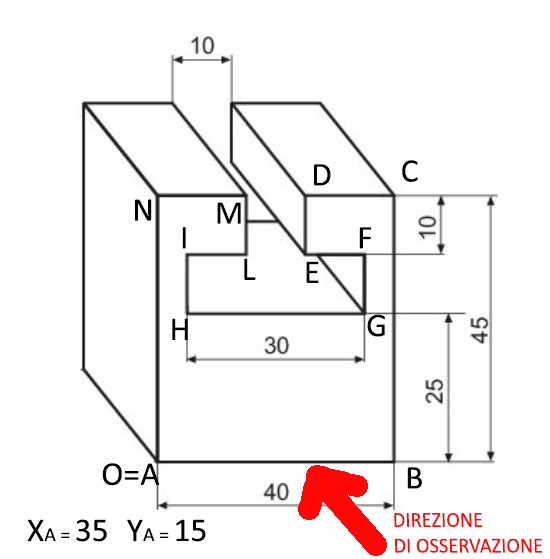 10
D
C
N
M
I
F
10
L
E
H
G
30
45
25
O=A
B
40
XA = 35 YA = 15
DIREZIONE
DI OSSERVAZIONE